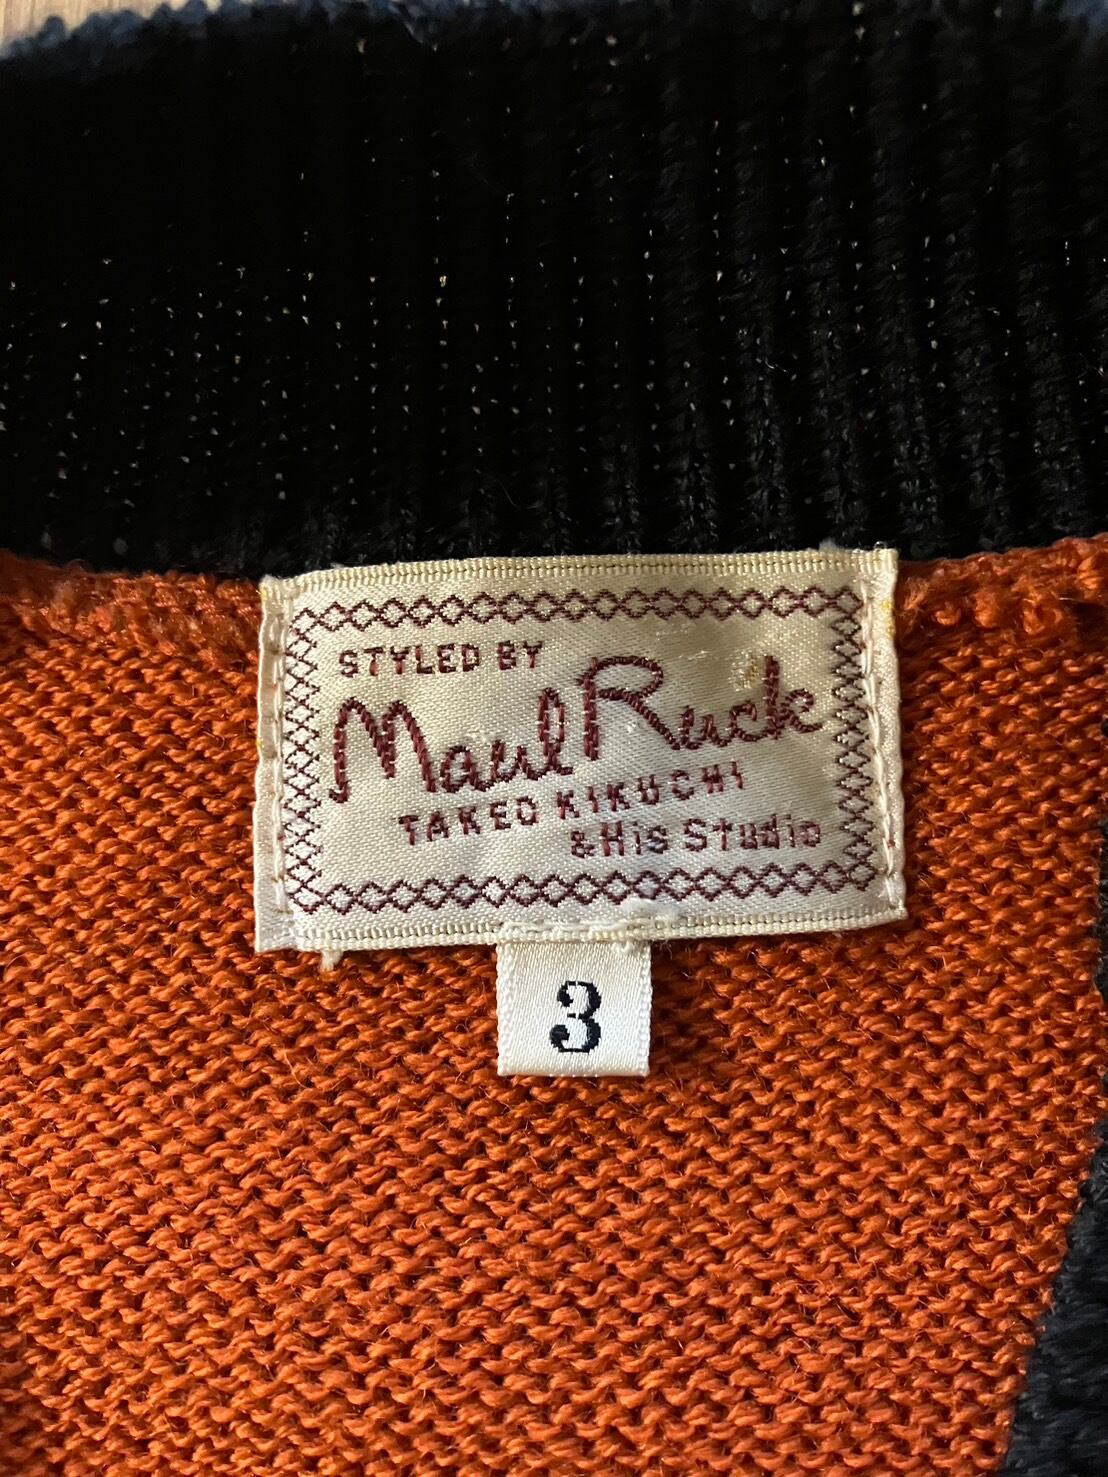 STYLED BY
Maul Ruck
TAKEO KIKUCHI
& His Studio
3